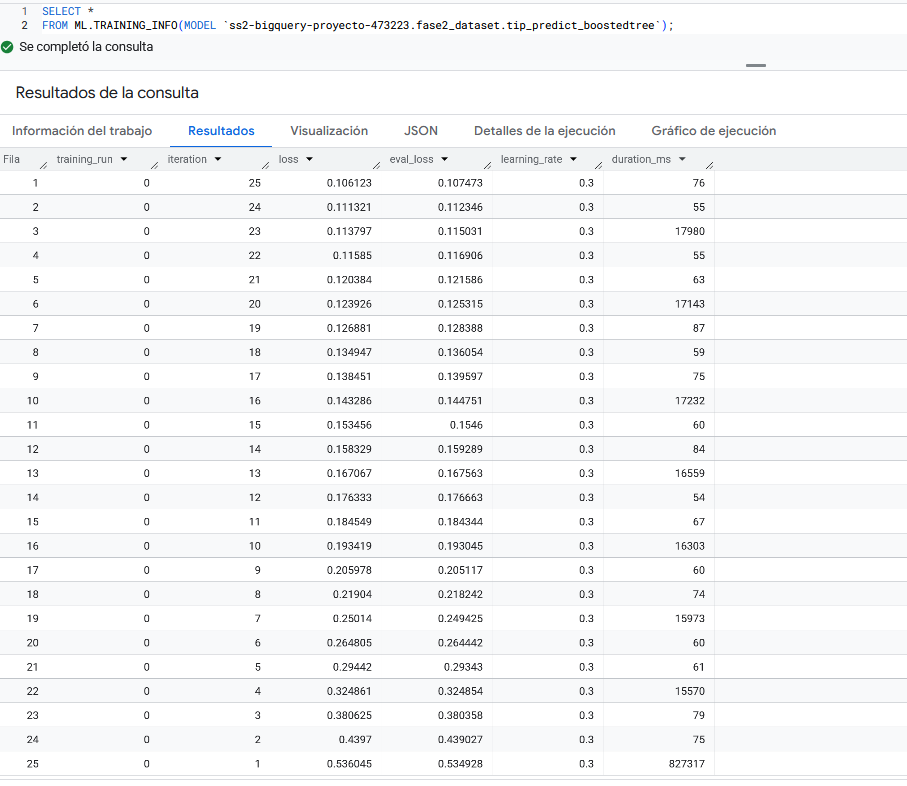 1 SELECT *
2 FROM ML.TRAINING_INFO(MODEL `ss2-bigquery-proyecto-473223.fase2_dataset.tip_predict_boostedtree`);
Se completó la consulta
Resultados de la consulta
Información del trabajo Resultados Visualización JSON Detalles de la ejecución Gráfico de ejecución
Fila training_run iteration loss eval_loss learning_rate duration_ms
1 0 25 0.106123 0.107473 0.3 76
2 0 24 0.111321 0.112346 0.3 55
3 0 23 0.113797 0.115031 0.3 17980
4 0 22 0.11585 0.116906 0.3 55
5 0 21 0.120384 0.121586 0.3 63
6 0 20 0.123926 0.125315 0.3 17143
7 0 19 0.126881 0.128388 0.3 87
8 0 18 0.134947 0.136054 0.3 59
9 0 17 0.138451 0.139597 0.3 75
10 0 16 0.143286 0.144751 0.3 17232
11 0 15 0.153456 0.1546 0.3 60
12 0 14 0.158329 0.159289 0.3 84
13 0 13 0.167067 0.167563 0.3 16559
14 0 12 0.176333 0.176663 0.3 54
15 0 11 0.184549 0.184344 0.3 67
16 0 10 0.193419 0.193045 0.3 16303
17 0 9 0.205978 0.205117 0.3 60
18 0 8 0.21904 0.218242 0.3 74
19 0 7 0.25014 0.249425 0.3 15973
20 0 6 0.264805 0.264442 0.3 60
21 0 5 0.29442 0.29343 0.3 61
22 0 4 0.324861 0.324854 0.3 15570
23 0 3 0.380625 0.380358 0.3 79
24 0 2 0.4397 0.439027 0.3 75
25 0 1 0.536045 0.534928 0.3 827317